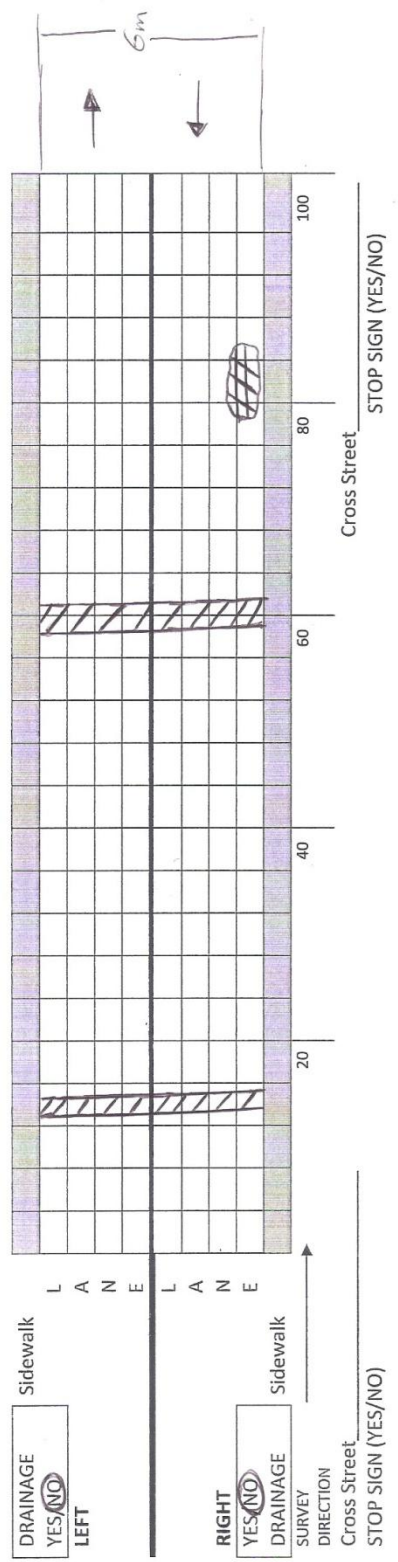 DRAINAGE
YES/NO
Sidewalk
LEFT
L
A
N
E
L
A
N
E
6m
RIGHT
YES/NO
DRAINAGE
Sidewalk
SURVEY
DIRECTION
20
40
60
80
100
Cross Street
STOP SIGN (YES/NO)
Cross Street
STOP SIGN (YES/NO)